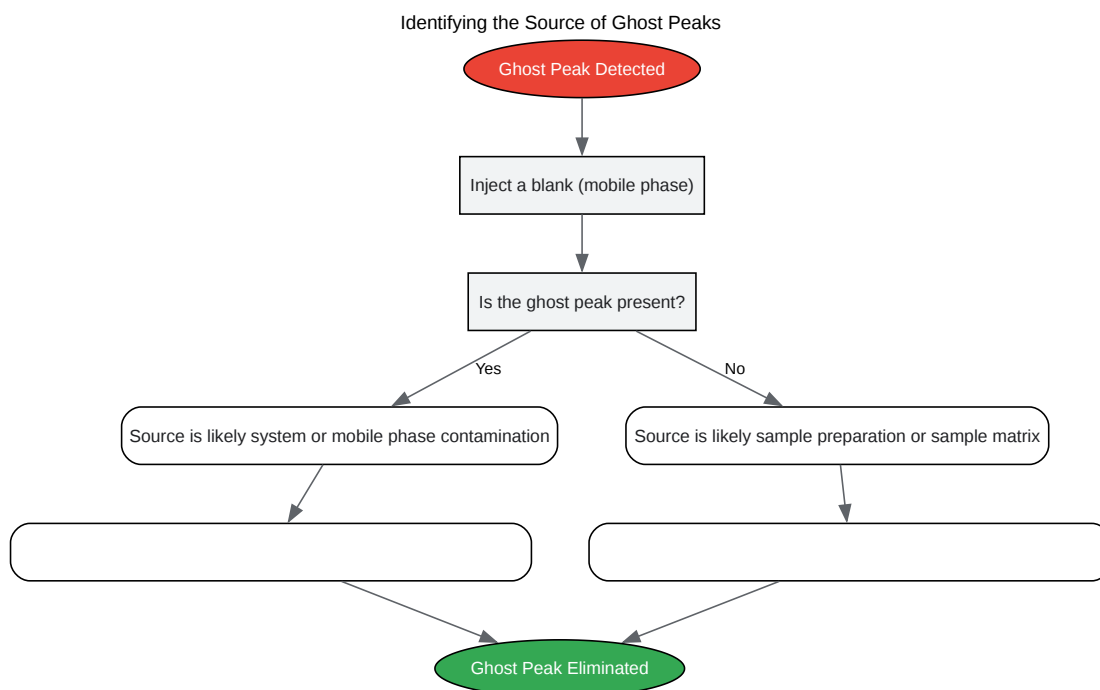 Identifying the Source of Ghost Peaks
Ghost Peak Detected
Inject a blank (mobile phase)
Is the ghost peak present?
Yes
No
Source is likely system or mobile phase contamination
Source is likely sample preparation or sample matrix
Ghost Peak Eliminated